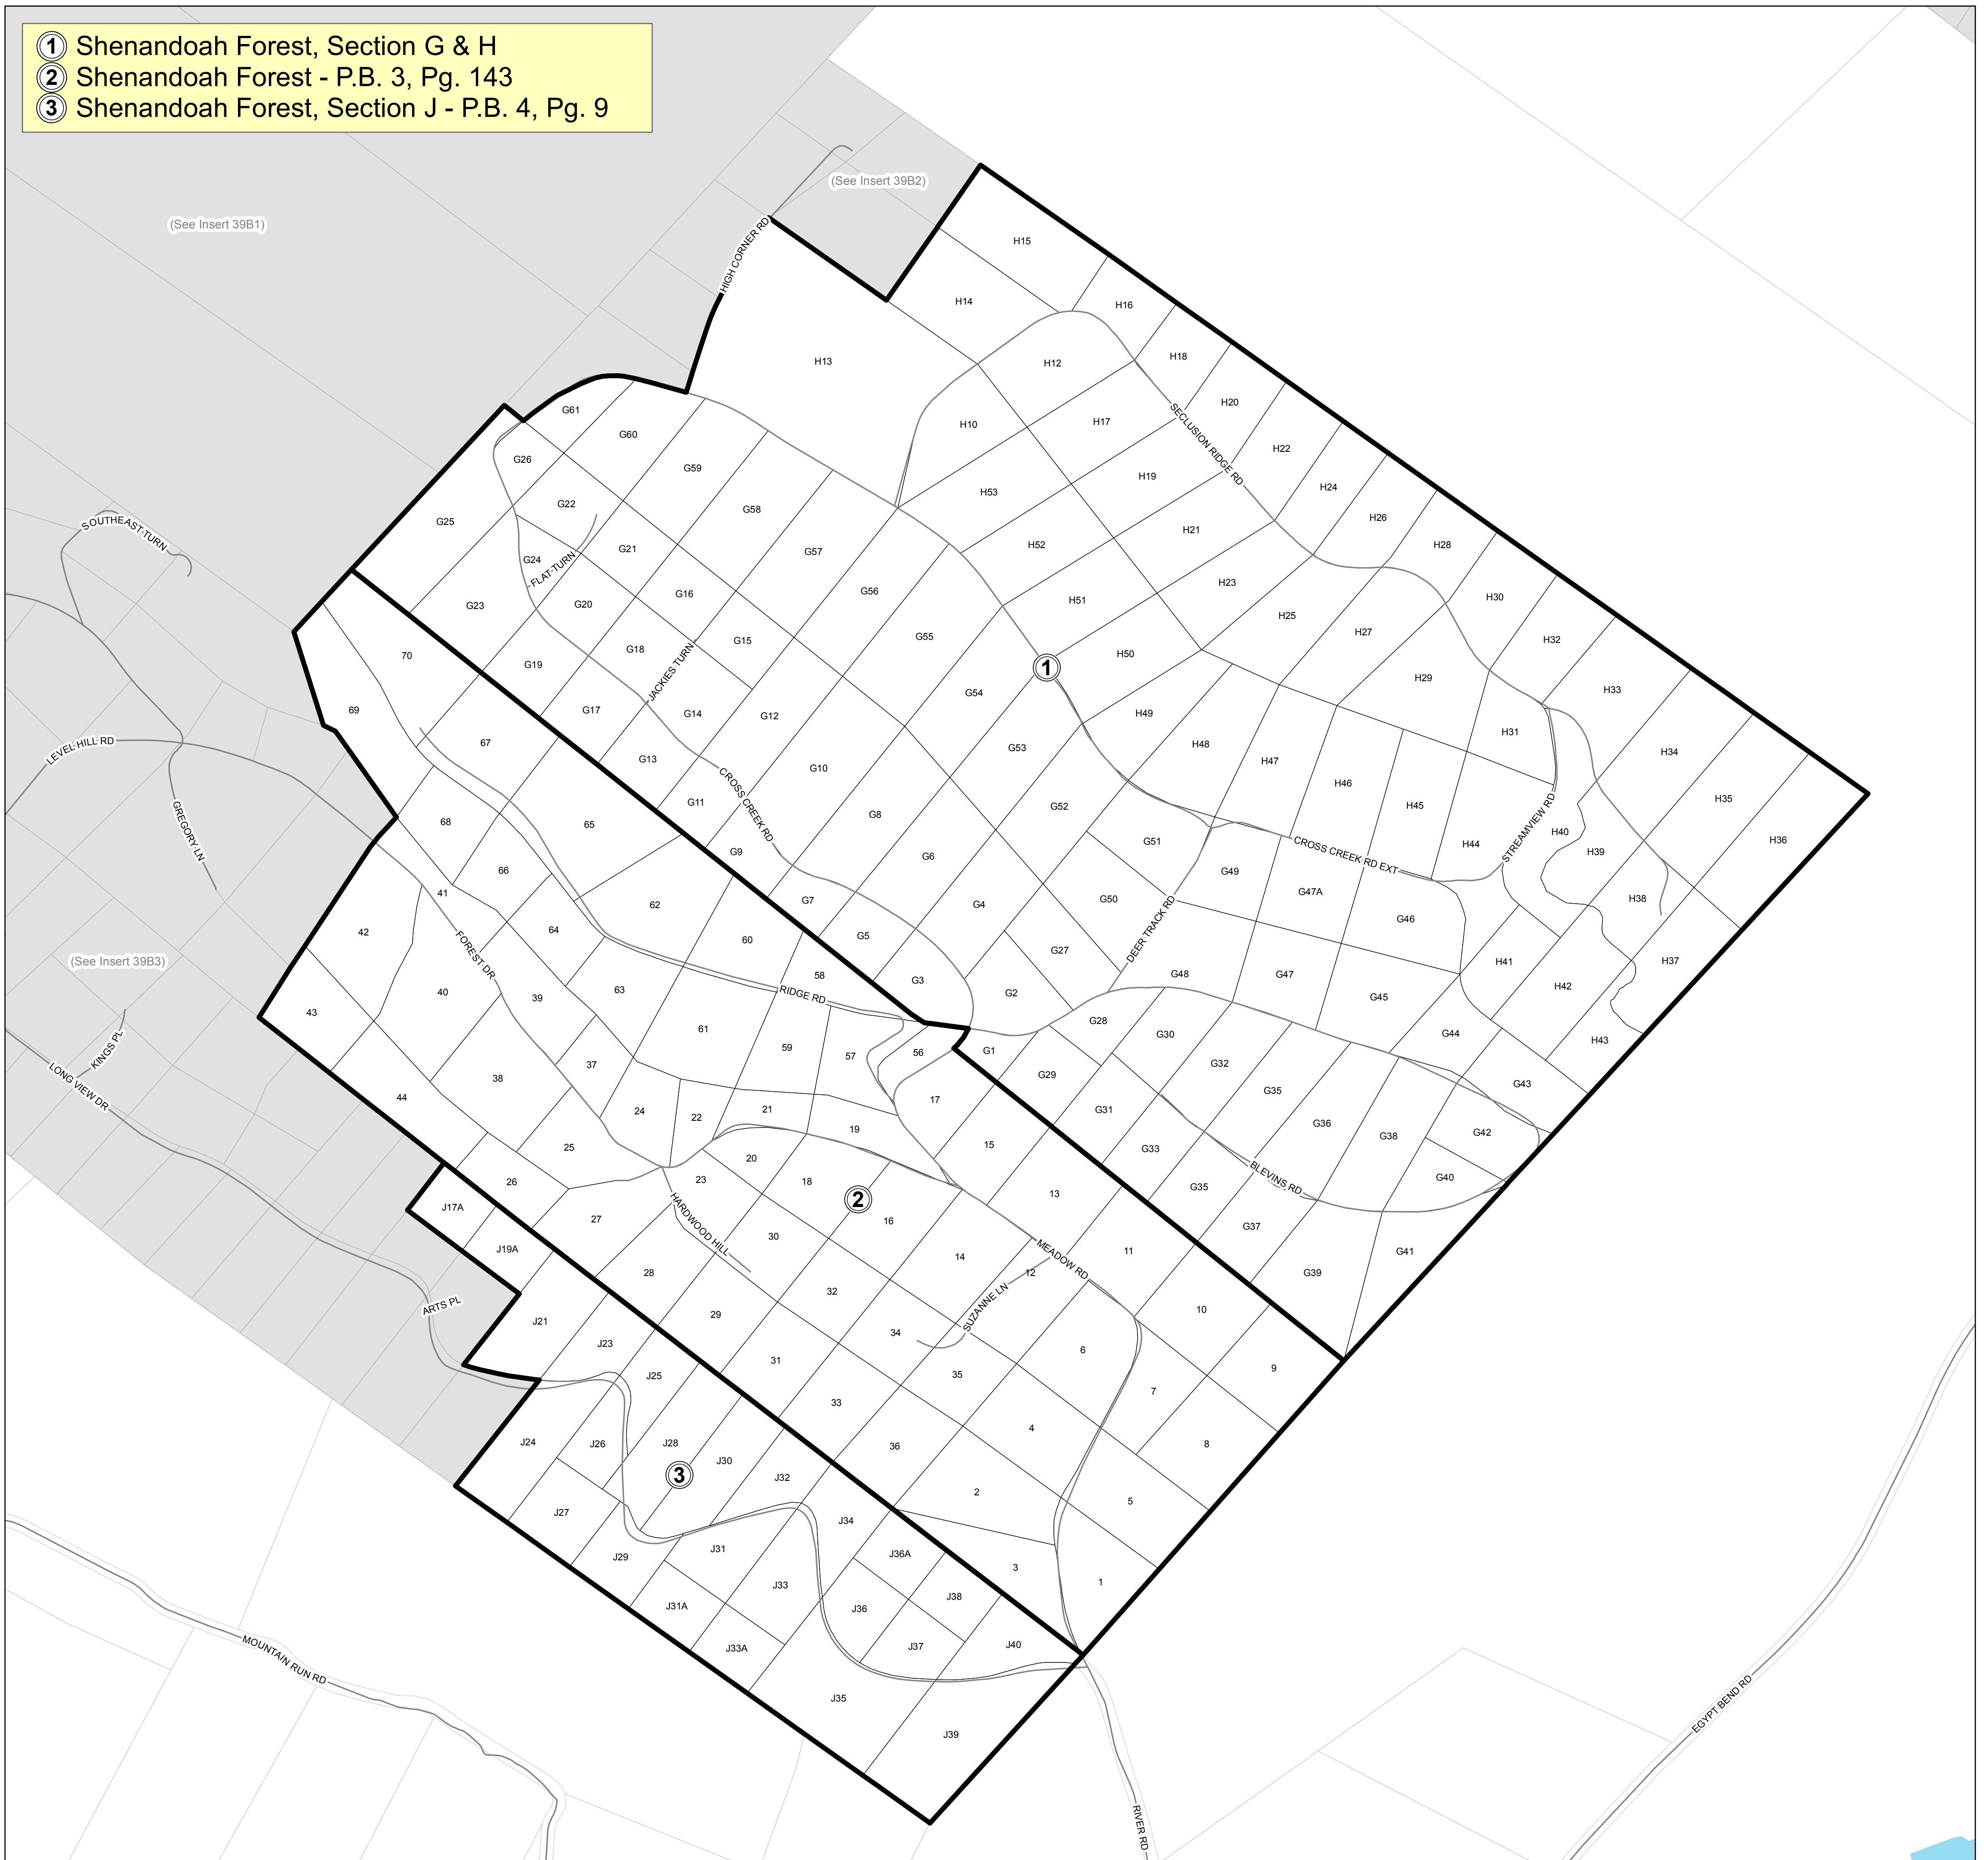 1 Shenandoah Forest, Section G & H
2 Shenandoah Forest - P.B. 3, Pg. 143
3 Shenandoah Forest, Section J - P.B. 4, Pg. 9
(See Insert 39B2)
(See Insert 39B1)
HIGH CORNER RD
H15
H14
H16
H13
H12
H18
H20
G61
H10
H17
G60
H22
SECLUSION RIDGE RD
G26
G59
H19
H24
H53
G22
G58
H26
G25
H21
SOUTHEAST TURN
H52
H28
G21
G57
G24
FLAT TURN
H23
G16
G56
H30
H51
G20
G23
H25
G55
H27
H32
G15
G18
H50
70
1
G19
JACKIES TURN
H29
H33
G54
69
G17
G14
G12
H49
H31
LEVEL HILL RD
67
G53
H48
H34
G13
H47
G10
H46
CROSS CREEK RD
H35
G11
G52
H45
68
65
G8
STREAMVIEW RD
H40
GREGORY LN
G51
H44
H36
G9
G6
CROSS CREEK RD EXT
H39
66
G49
41
G47A
62
G7
G4
G50
H38
G46
42
64
60
G5
G27
DEER TRACK RD
FOREST DR
(See Insert 39B3)
H41
H37
58
G3
G48
G47
H42
63
40
39
RIDGE RD
G2
G45
43
61
G28
G30
G44
H43
KINGS PL
59
57
56
G1
37
G32
G29
38
LONG VIEW DR
G43
44
24
22
21
17
G31
G35
G36
19
G42
25
15
G33
G38
20
BLEVINS RD
G40
26
23
18
13
G35
2
J17A
HARDWOOD HILL
27
16
G37
30
J19A
14
MEADOW RD
11
G41
28
12
G39
32
SUZANNE LN
ARTS PL
29
10
J21
34
J23
6
31
35
9
J25
7
33
4
J24
J26
J28
36
8
J30
3
J32
2
5
J27
J34
J31
J29
J36A
3
J33
1
J38
J31A
J36
J33A
J37
J40
MOUNTAIN RUN RD
J35
EGYPT BEND RD
J39
RIVER RD